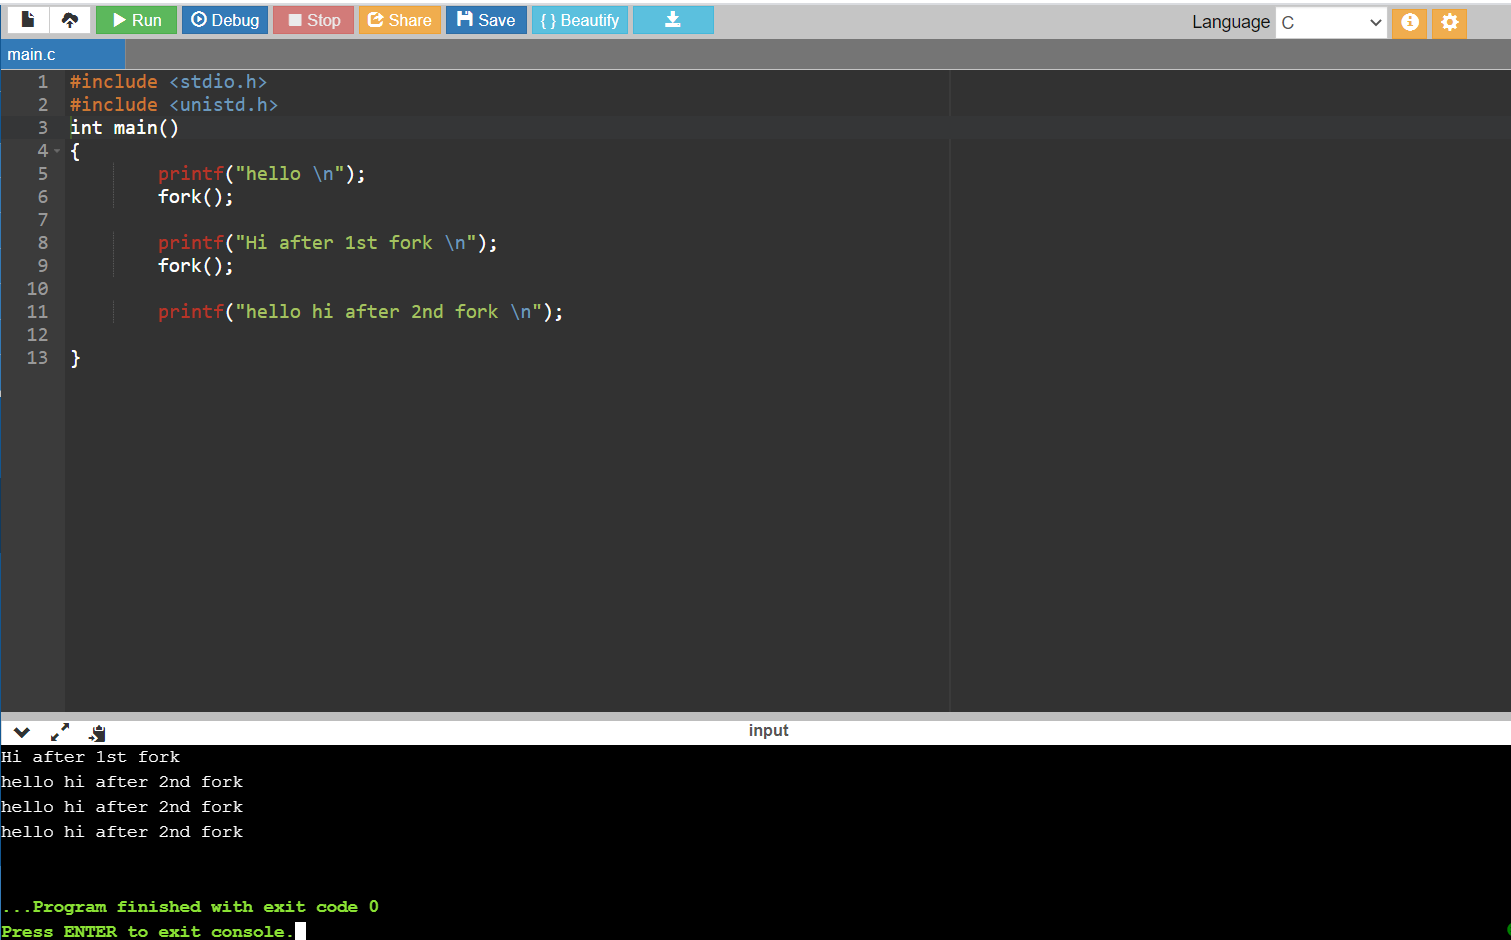 Run Debug Stop Share Save { } Beautify Language C
main.c
1 #include <stdio.h>
2 #include <unistd.h>
3 int main()
4 {
5 printf("hello \n");
6 fork();
7
8 printf("Hi after 1st fork \n");
9 fork();
10
11 printf("hello hi after 2nd fork \n");
12
13 }
input
Hi after 1st fork
hello hi after 2nd fork
hello hi after 2nd fork
hello hi after 2nd fork
...Program finished with exit code 0
Press ENTER to exit console.